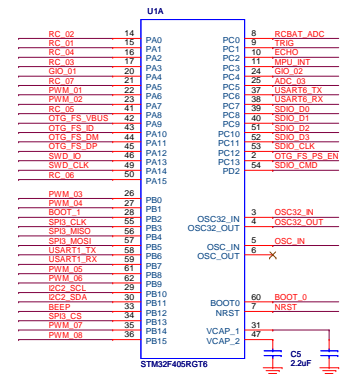 U1A
RC_02 14 PA0 PC0 8 RCBAT_ADC
RC_01 15 PA1 PC1 9 TRIG
RC_04 16 PA2 PC2 10 ECHO
RC_03 17 PA3 PC3 11 MPU_INT
GIO_01 20 PA4 PC4 24 GIO_02
RC_07 21 PA5 PC5 25 ADC_03
PWM_01 22 PA6 PC6 37 USART6_TX
PWM_02 23 PA7 PC7 38 USART6_RX
RC_05 41 PA8 PC8 39 SDIO_D0
OTG_FS_VBUS 42 PA9 PC9 40 SDIO_D1
OTG_FS_ID 43 PA10 PC10 51 SDIO_D2
OTG_FS_DM 44 PA11 PC11 52 SDIO_D3
OTG_FS_DP 45 PA12 PC12 53 SDIO_CLK
SWD_IO 46 PA13 PC13 2 OTG_FS_PS_EN
SWD_CLK 49 PA14 PD2 54 SDIO_CMD
RC_06 50 PA15
PWM_03 26 PB0
PWM_04 27 PB1
BOOT_1 28 PB2 OSC32_IN 3 OSC32_IN
SPI3_CLK 55 PB3 OSC32_OUT 4 OSC32_OUT
SPI3_MISO 56 PB4
SPI3_MOSI 57 PB5 OSC_IN 5 OSC_IN
USART1_TX 58 PB6 OSC_OUT 6
USART1_RX 59 PB7
PWM_05 61 PB8
PWM_06 62 PB9
I2C2_SCL 29 PB10
I2C2_SDA 30 PB11 BOOT0 60 BOOT_0
BEEP 33 PB12 NRST 7 NRST
SPI3_CS 34 PB13
PWM_07 35 PB14 VCAP_1 31
PWM_08 36 PB15 VCAP_2 47
STM32F405RGT6
C5
2.2uF